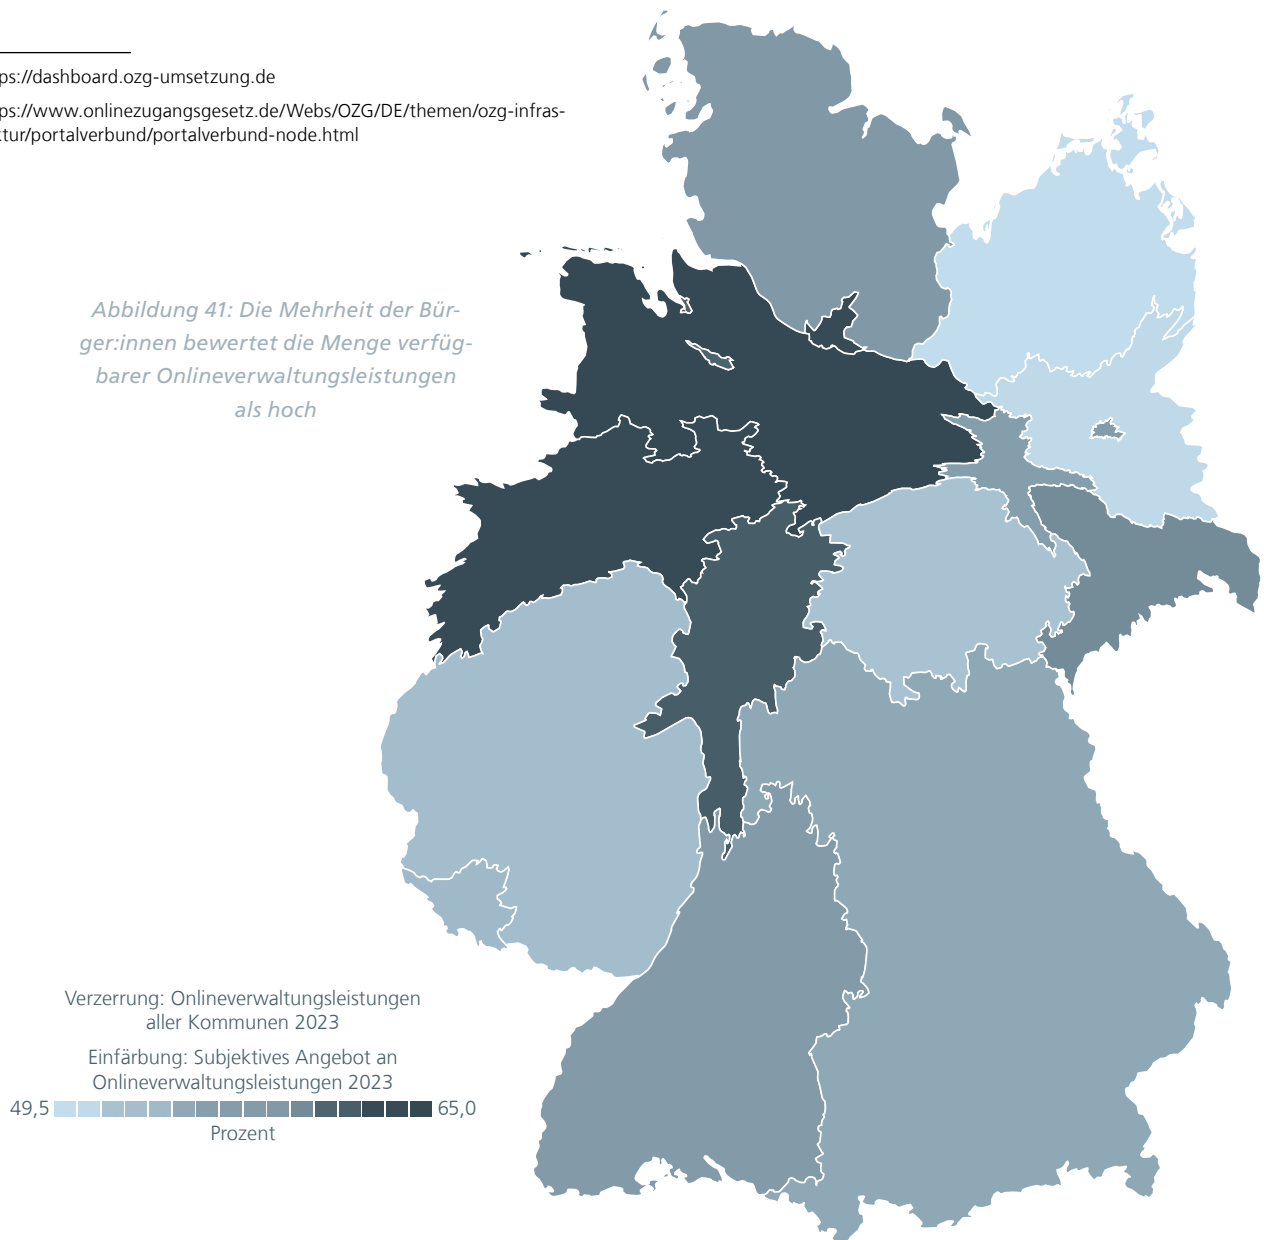 ps://dashboard.ozg-umsetzung.de
ps://www.onlinezugangsgesetz.de/Webs/OZG/DE/themen/ozg-infras-
ktur/portalverbund/portalverbund-node.html
Abbildung 41: Die Mehrheit der Bür-
ger:innen bewertet die Menge verfüg-
barer Onlineverwaltungsleistungen
als hoch
Verzerrung: Onlineverwaltungsleistungen
aller Kommunen 2023
Einfärbung: Subjektives Angebot an
Onlineverwaltungsleistungen 2023
49,5 65,0
Prozent